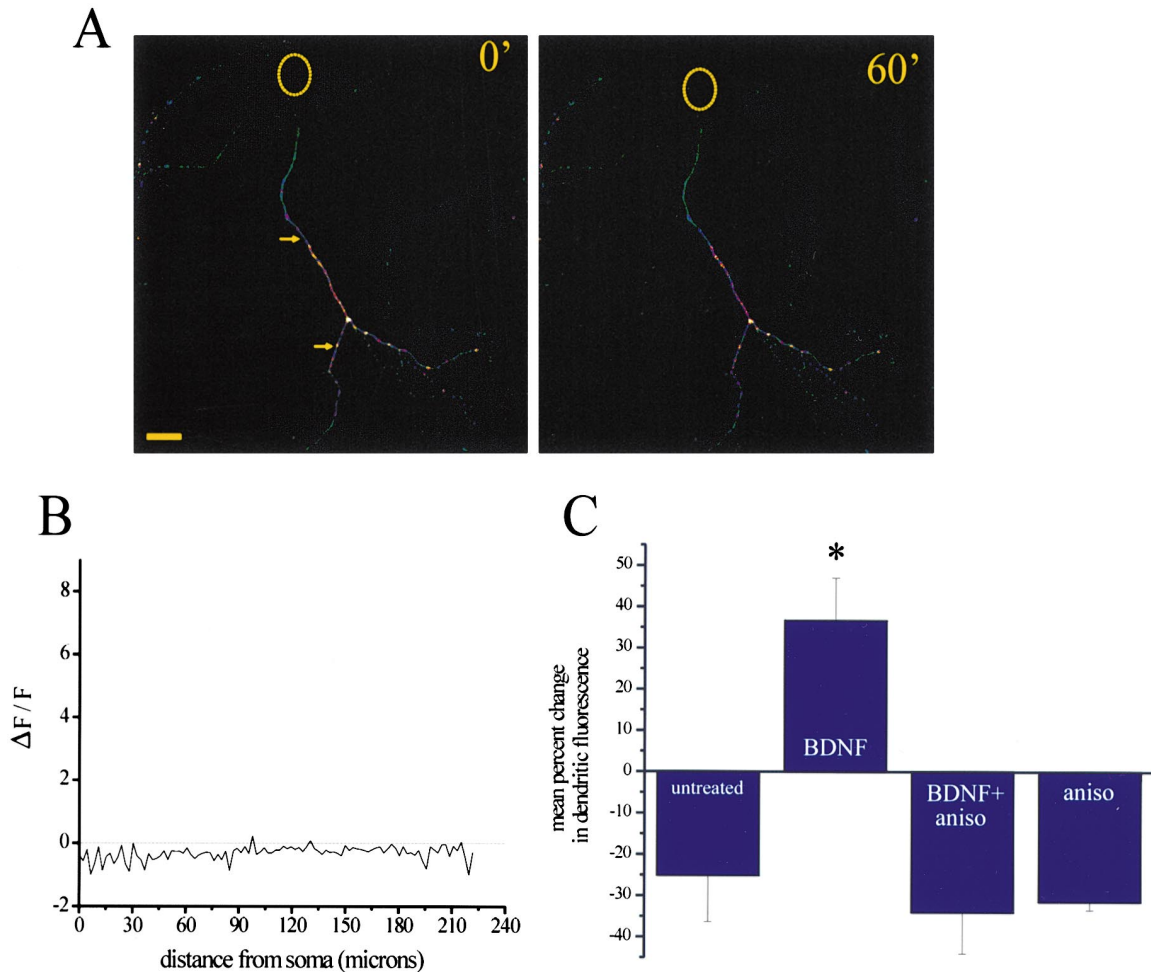 A
0’
60’
B
ΔF / F
8
6
4
2
0
-2
0 30 60 90 120 150 180 210 240
distance from soma (microns)
C
mean percent change
in dendritic fluorescence
50
40
30
20
10
0
-10
-20
-30
-40
*
untreated
BDNF
BDNF+
aniso
aniso